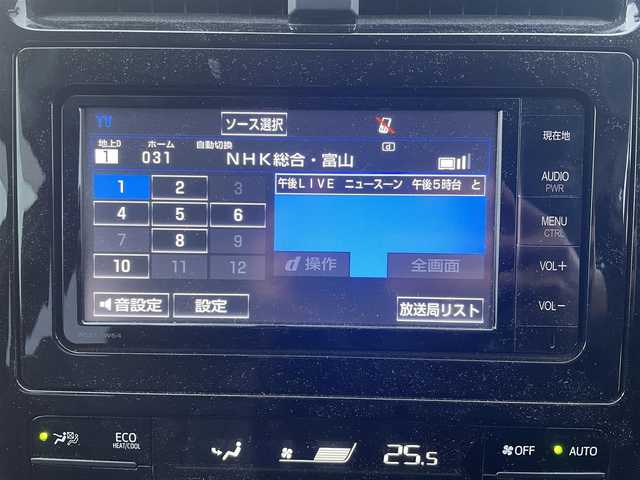 TV
ソース選択
地上D ホーム 自動切換
1 031 NHK総合・富山
d
1 2 3
4 5 6
7 8 9
10 11 12
午後LIVE ニュースーン 午後5時台 と
d 操作 全画面
音設定 設定 放送局リスト
現在地
AUDIO
PWR
MENU
CTRL
VOL+
VOL−
ECO
HEAT/COOL
25.5
OFF
AUTO